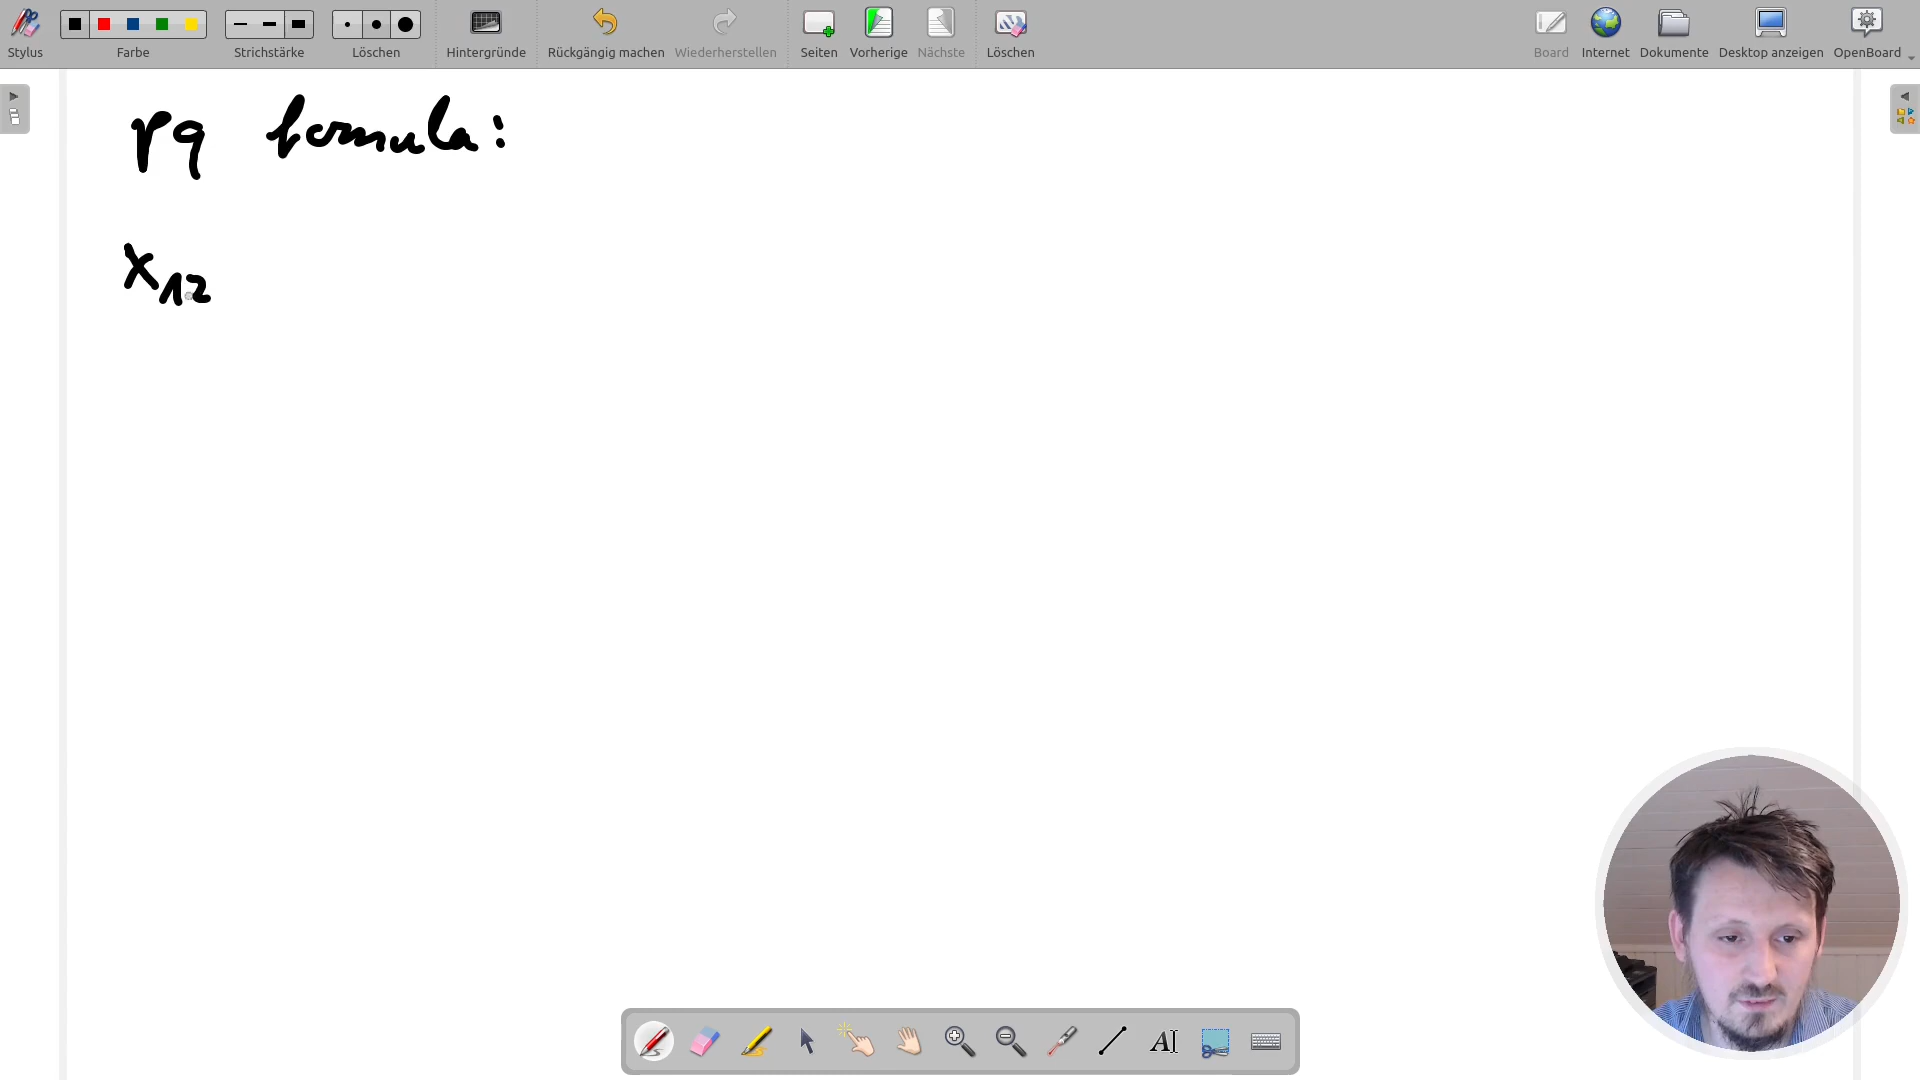 Stylus Farbe Strichstärke Löschen Hintergründe Rückgängig machen Wiederherstellen Seiten Vorherige Nächste Löschen Board Internet Dokumente Desktop anzeigen OpenBoard
pq formula:
x12
AI